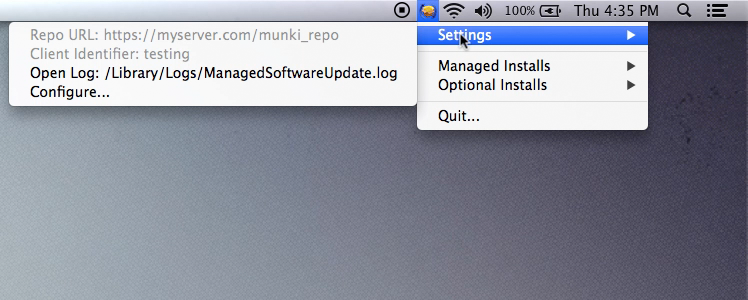 100% Thu 4:35 PM
Repo URL: https://myserver.com/munki_repo
Client Identifier: testing
Open Log: /Library/Logs/ManagedSoftwareUpdate.log
Configure...
Settings
Managed Installs
Optional Installs
Quit...